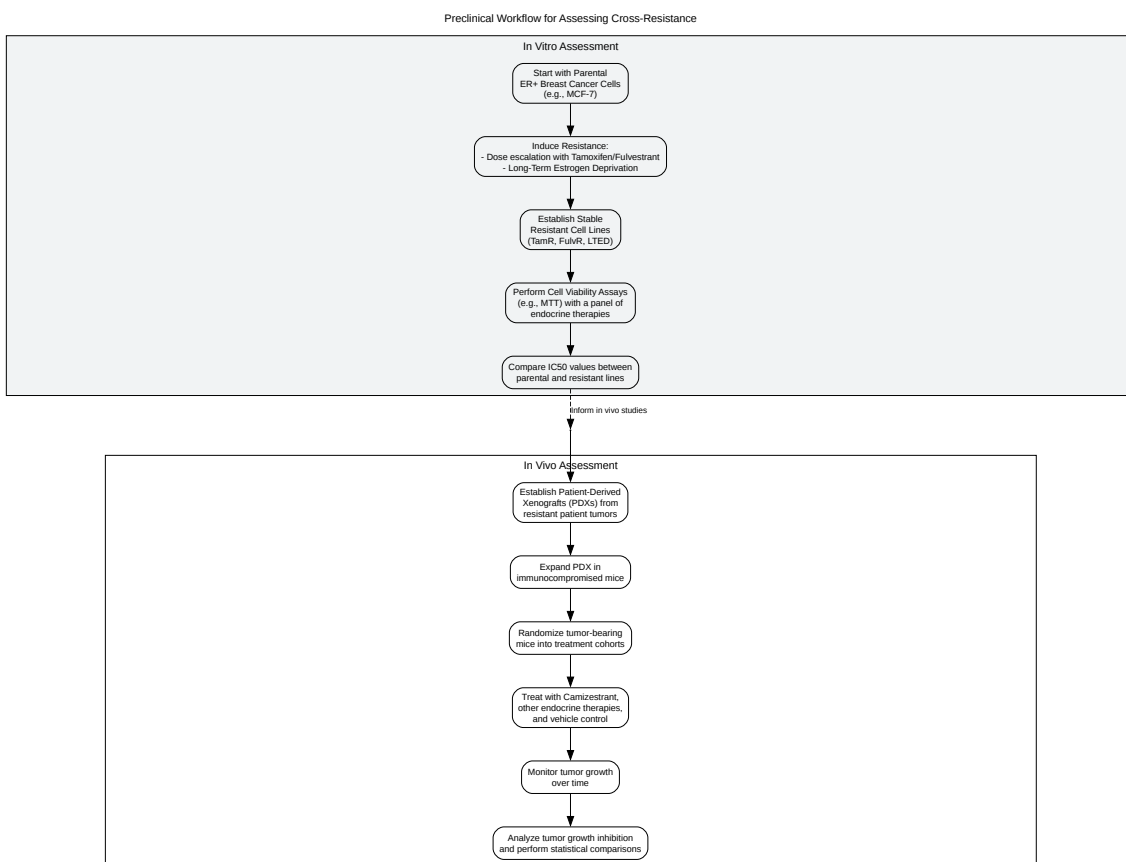 Preclinical Workflow for Assessing Cross-Resistance
In Vitro Assessment
Start with Parental
ER+ Breast Cancer Cells
(e.g., MCF-7)
Induce Resistance:
- Dose escalation with Tamoxifen/Fulvestrant
- Long-Term Estrogen Deprivation
Establish Stable
Resistant Cell Lines
(TamR, FulvR, LTED)
Perform Cell Viability Assays
(e.g., MTT) with a panel of
endocrine therapies
Compare IC50 values between
parental and resistant lines
Inform in vivo studies
In Vivo Assessment
Establish Patient-Derived
Xenografts (PDXs) from
resistant patient tumors
Expand PDX in
immunocompromised mice
Randomize tumor-bearing
mice into treatment cohorts
Treat with Camizestrant,
other endocrine therapies,
and vehicle control
Monitor tumor growth
over time
Analyze tumor growth inhibition
and perform statistical comparisons